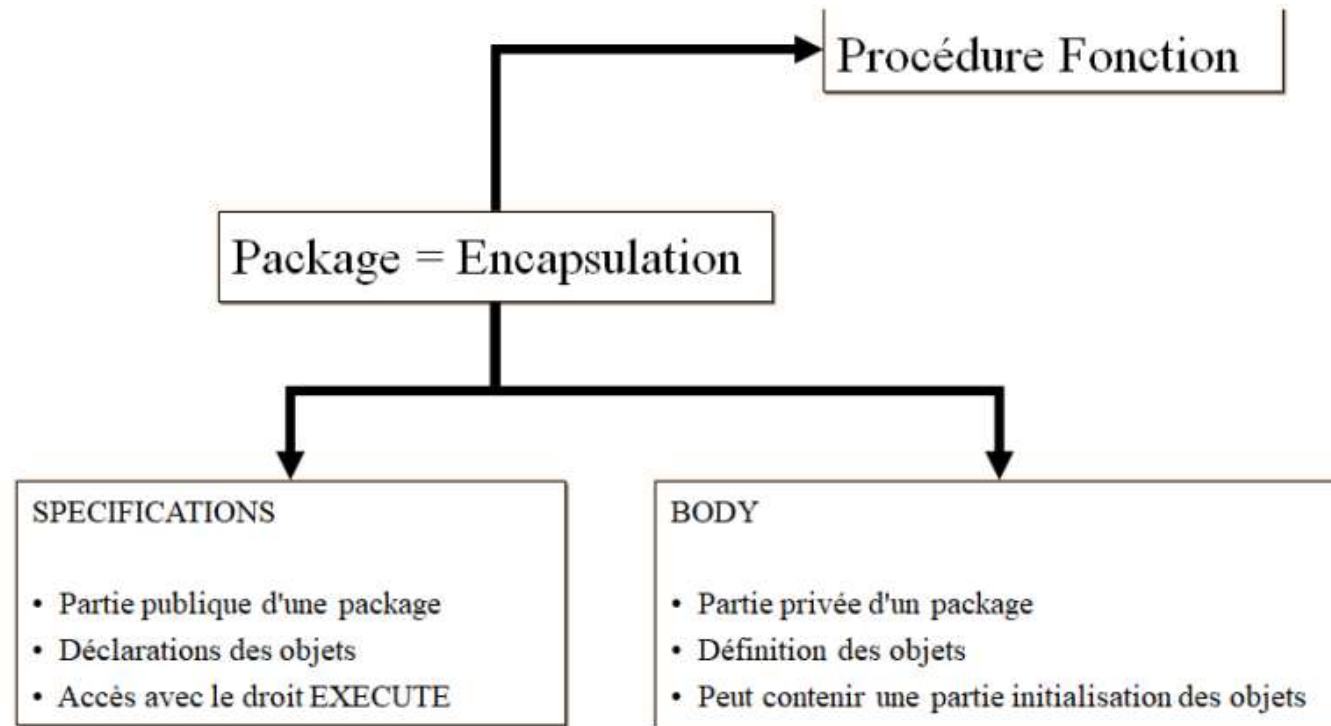 Procédure Fonction
Package = Encapsulation
SPECIFICATIONS
• Partie publique d'une package
• Déclarations des objets
• Accès avec le droit EXECUTE
BODY
• Partie privée d'un package
• Définition des objets
• Peut contenir une partie initialisation des objets